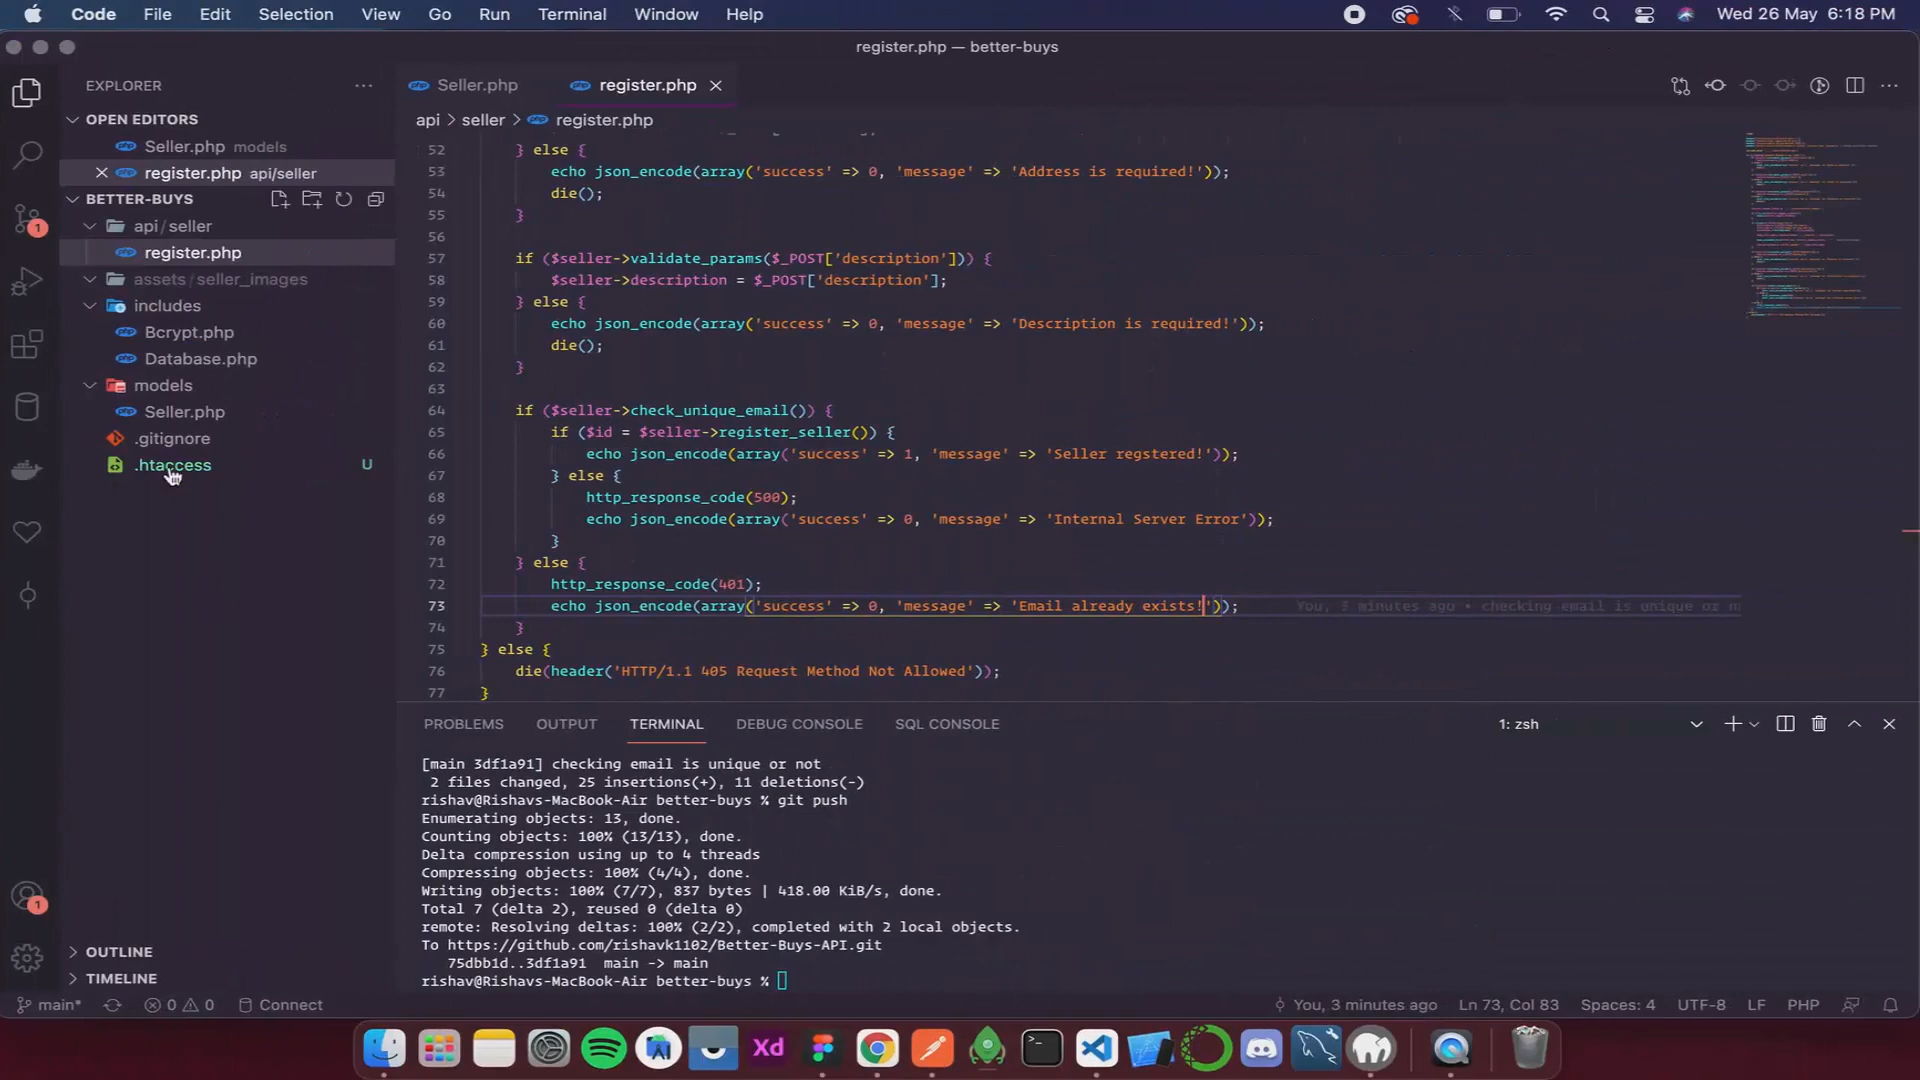 Code File Edit Selection View Go Run Terminal Window Help
Wed 26 May 6:18 PM
register.php — better-buys
EXPLORER
OPEN EDITORS
Seller.php models
register.php api/seller
BETTER-BUYS
api/seller
register.php
assets/seller_images
includes
Bcrypt.php
Database.php
models
Seller.php
.gitignore
.htaccess U
OUTLINE
TIMELINE
1
1
Seller.php register.php
api > seller > register.php
52 } else {
53 echo json_encode(array('success' => 0, 'message' => 'Address is required!'));
54 die();
55 }
56
57 if ($seller->validate_params($_POST['description'])) {
58 $seller->description = $_POST['description'];
59 } else {
60 echo json_encode(array('success' => 0, 'message' => 'Description is required!'));
61 die();
62 }
63
64 if ($seller->check_unique_email()) {
65 if ($id = $seller->register_seller()) {
66 echo json_encode(array('success' => 1, 'message' => 'Seller regstered!'));
67 } else {
68 http_response_code(500);
69 echo json_encode(array('success' => 0, 'message' => 'Internal Server Error'));
70 }
71 } else {
72 http_response_code(401);
73 echo json_encode(array('success' => 0, 'message' => 'Email already exists!')); You, 3 minutes ago • checking email is unique or
74 }
75 } else {
76 die(header('HTTP/1.1 405 Request Method Not Allowed'));
77 }
PROBLEMS OUTPUT TERMINAL DEBUG CONSOLE SQL CONSOLE 1: zsh
[main 3df1a91] checking email is unique or not
2 files changed, 25 insertions(+), 11 deletions(-)
rishav@Rishavs-MacBook-Air better-buys % git push
Enumerating objects: 13, done.
Counting objects: 100% (13/13), done.
Delta compression using up to 4 threads
Compressing objects: 100% (4/4), done.
Writing objects: 100% (7/7), 837 bytes | 418.00 KiB/s, done.
Total 7 (delta 2), reused 0 (delta 0)
remote: Resolving deltas: 100% (2/2), completed with 2 local objects.
To https://github.com/rishavk1102/Better-Buys-API.git
75dbb1d..3df1a91 main -> main
rishav@Rishavs-MacBook-Air better-buys %
main* 0 0 Connect You, 3 minutes ago Ln 73, Col 83 Spaces: 4 UTF-8 LF PHP
Xd